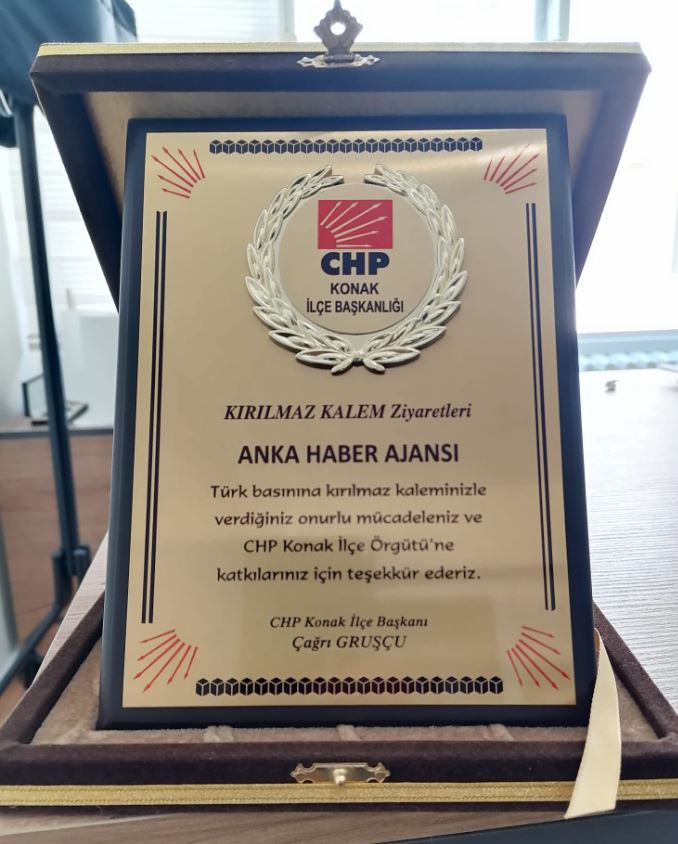 CHP
KONAK
İLÇE BAŞKANLIĞI
KIRILMAZ KALEM Ziyaretleri
ANKA HABER AJANSI
Türk basınına kırılmaz kaleminizle
verdiğiniz onurlu mücadeleniz ve
CHP Konak İlçe Örgütü'ne
katkılarınız için teşekkür ederiz.
CHP Konak İlçe Başkanı
Çağrı GRUŞÇU